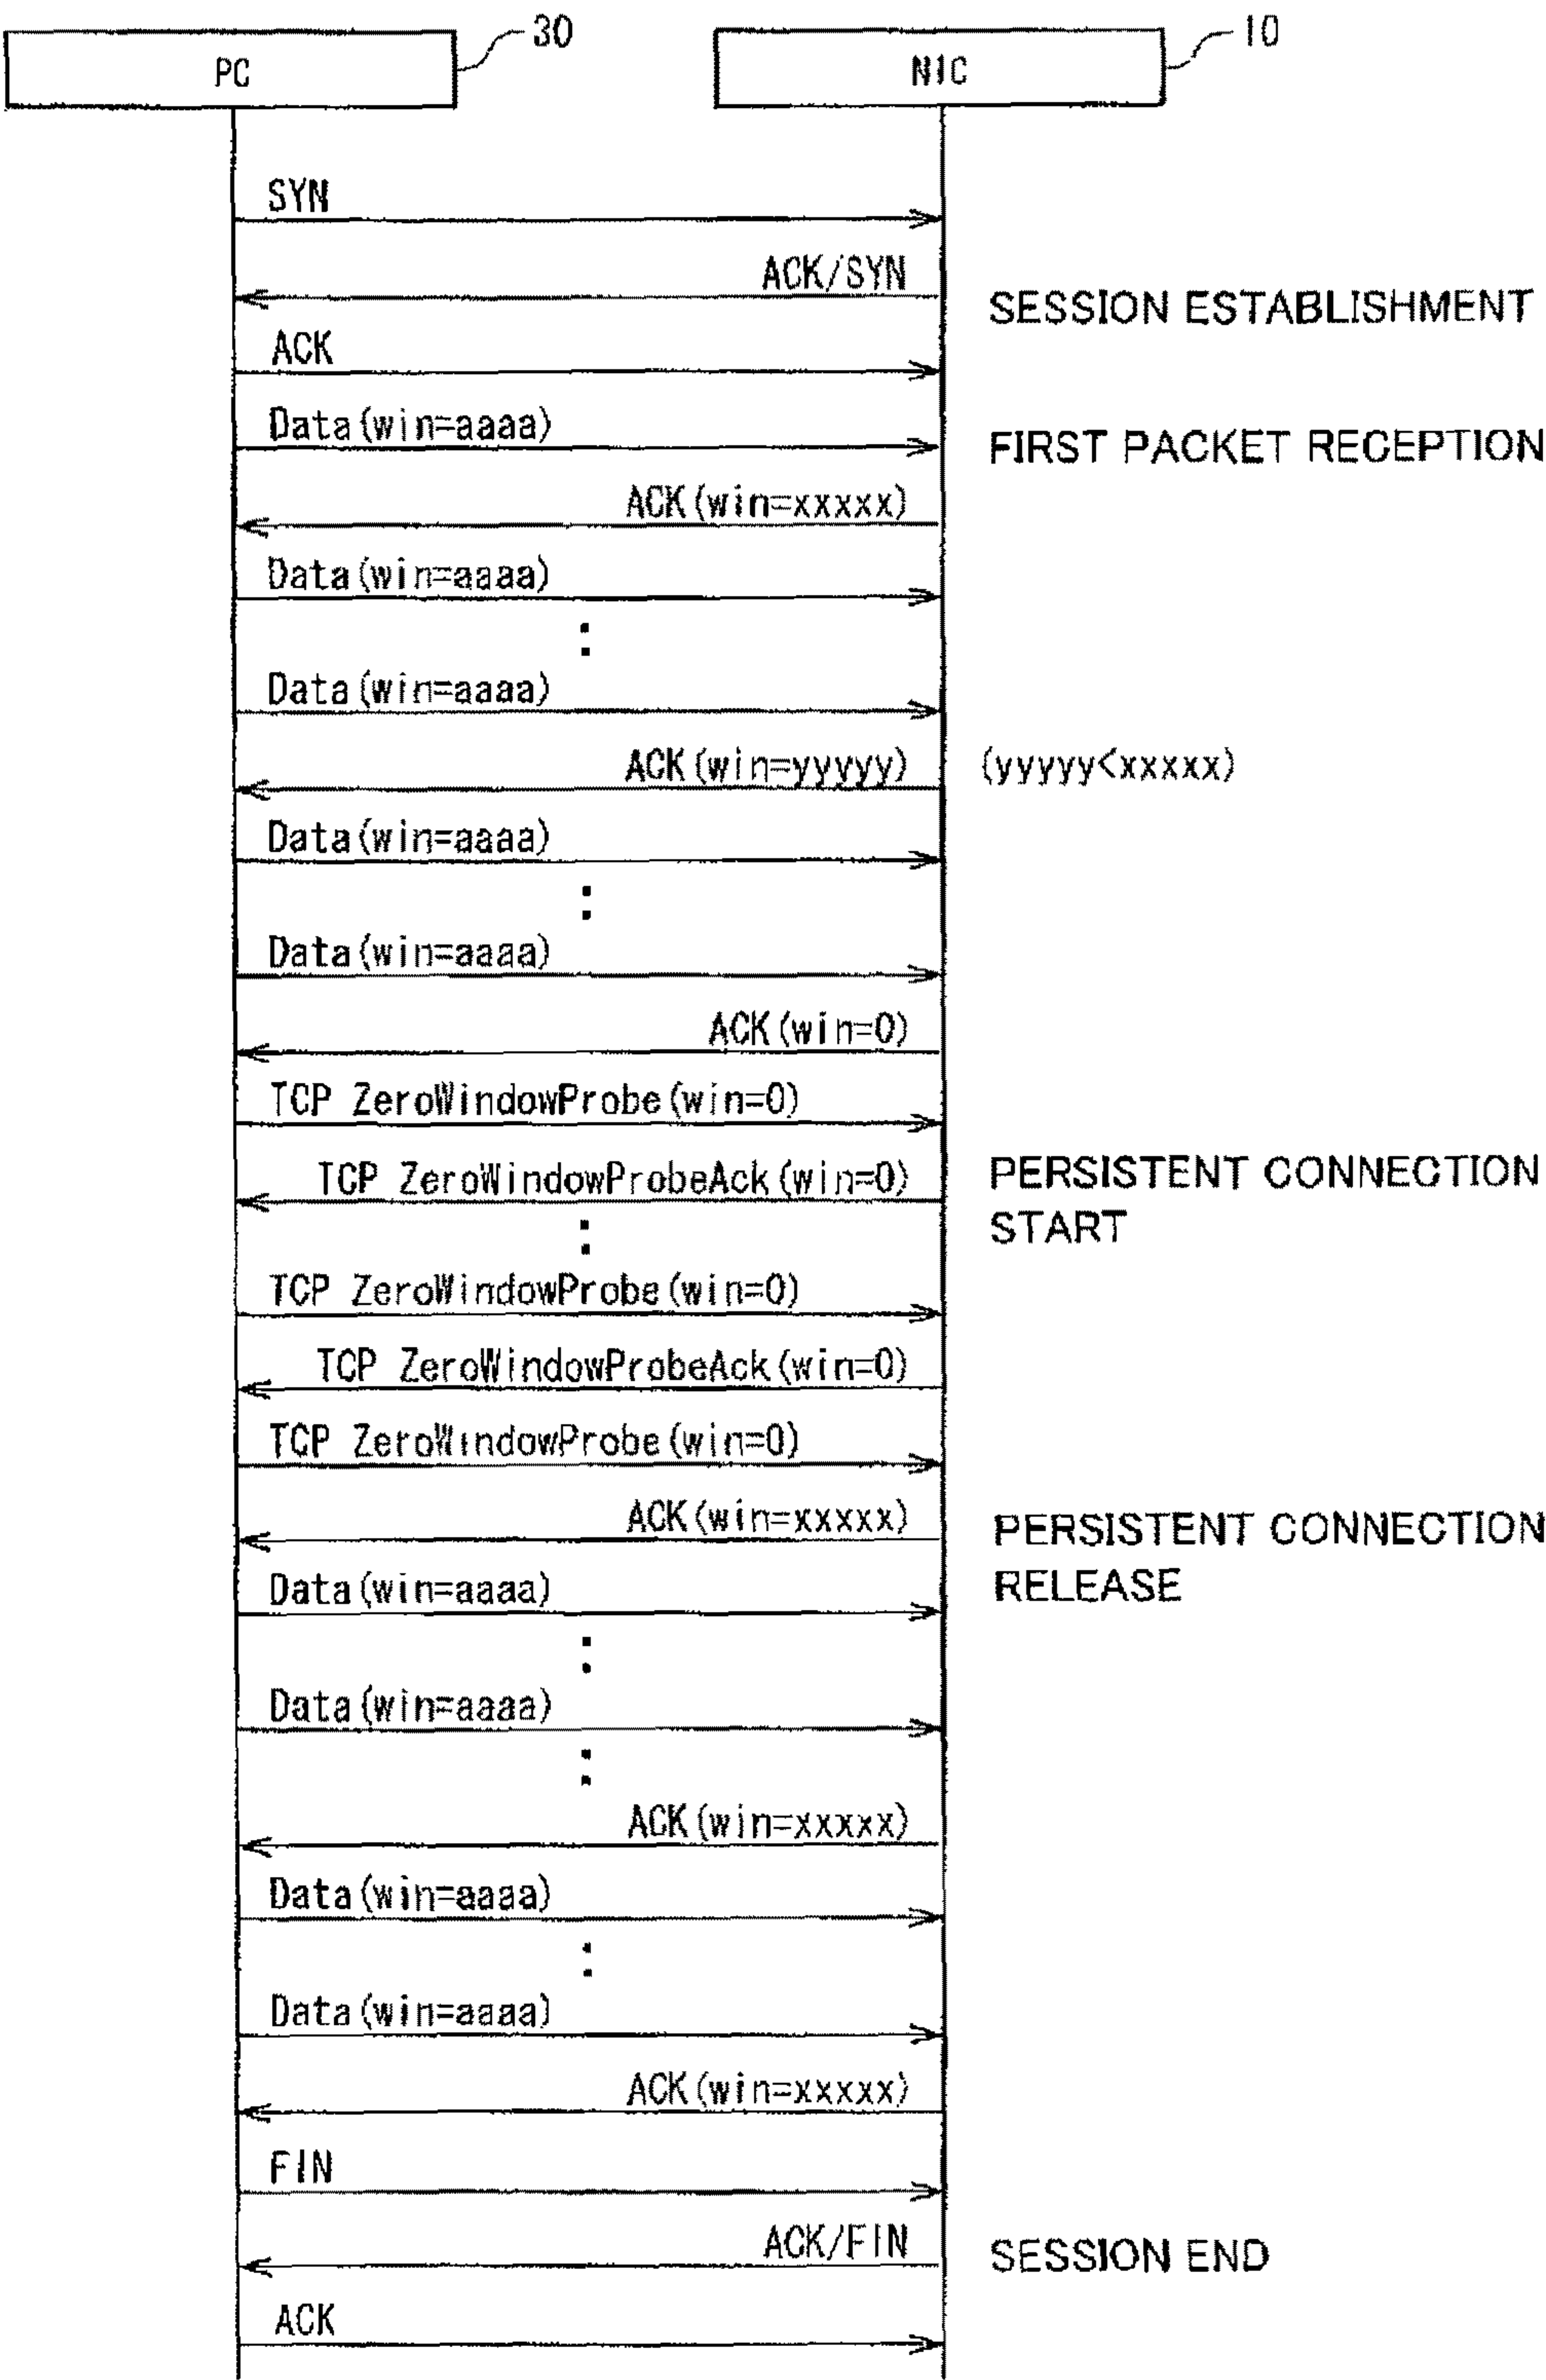 30
10
PC
NIC
SYN
ACK/SYN
SESSION ESTABLISHMENT
ACK
Data(win=aaaa)
FIRST PACKET RECEPTION
ACK(win=xxxxx)
Data(win=aaaa)
Data(win=aaaa)
ACK(win=yyyyy)
(yyyyy<xxxxx)
Data(win=aaaa)
Data(win=aaaa)
ACK(win=0)
TCP ZeroWindowProbe(win=0)
TCP ZeroWindowProbeAck(win=0)
PERSISTENT CONNECTION
START
TCP ZeroWindowProbe(win=0)
TCP ZeroWindowProbeAck(win=0)
TCP ZeroWindowProbe(win=0)
ACK(win=xxxxx)
PERSISTENT CONNECTION
RELEASE
Data(win=aaaa)
Data(win=aaaa)
ACK(win=xxxxx)
Data(win=aaaa)
Data(win=aaaa)
ACK(win=xxxxx)
FIN
ACK/FIN
SESSION END
ACK